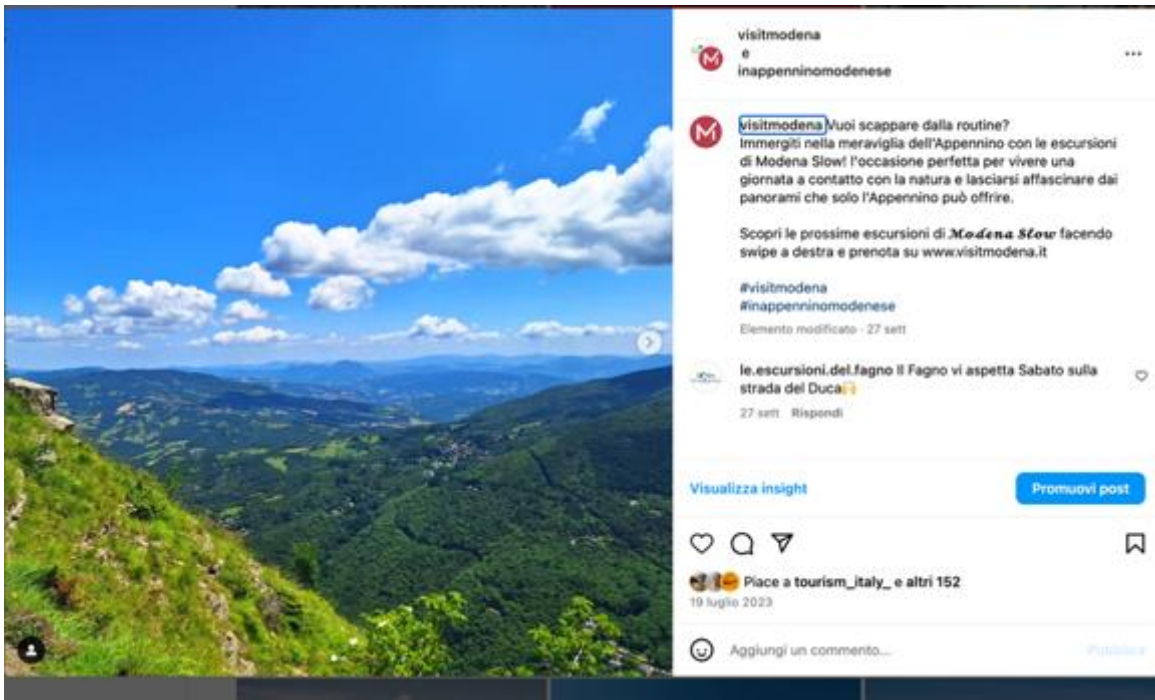 visitmodena
e
inappenninomodenese
visitmodena Vuoi scappare dalla routine?
Immergiti nella meraviglia dell'Appennino con le escursioni
di Modena Slow! l'occasione perfetta per vivere una
giornata a contatto con la natura e lasciarsi affascinare dai
panorami che solo l'Appennino può offrire.
Scopri le prossime escursioni di 𝓜𝓸𝓭𝓮𝓷𝓪 𝓢𝓵𝓸𝔀 facendo
swipe a destra e prenota su www.visitmodena.it
#visitmodena
#inappenninomodenese
Elemento modificato · 27 sett
le.escursioni.del.fagno Il Fagno vi aspetta Sabato sulla
strada del Duca🙌
27 sett Rispondi
Visualizza insight
Promuovi post
Piace a tourism_italy_ e altri 152
19 luglio 2023
Aggiungi un commento...
Pubblica